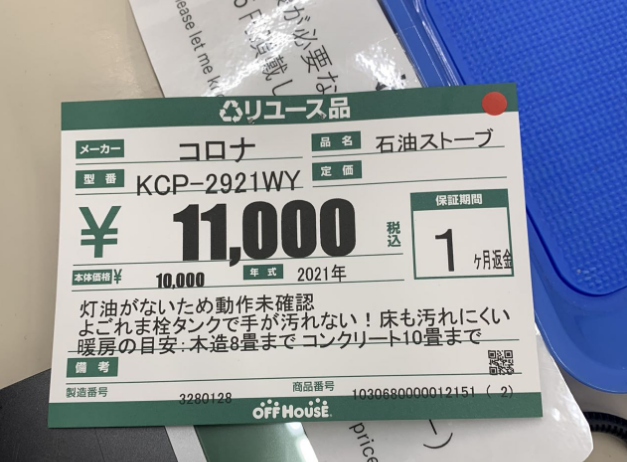 が必要な
搭載し
please let me k
リユース品
メーカー コロナ 品名 石油ストーブ
型番 KCP-2921WY 定価
¥ 11,000 税込 保証期間
1 ヶ月返金
本体価格¥ 10,000 年式 2021年
灯油がないため動作未確認
よごれま栓タンクで手が汚れない!床も汚れにくい
暖房の目安:木造8畳まで コンクリート10畳まで
備考
製造番号 3280128 商品番号 1030680000012151 ( 2)
OFF HOUSE
price